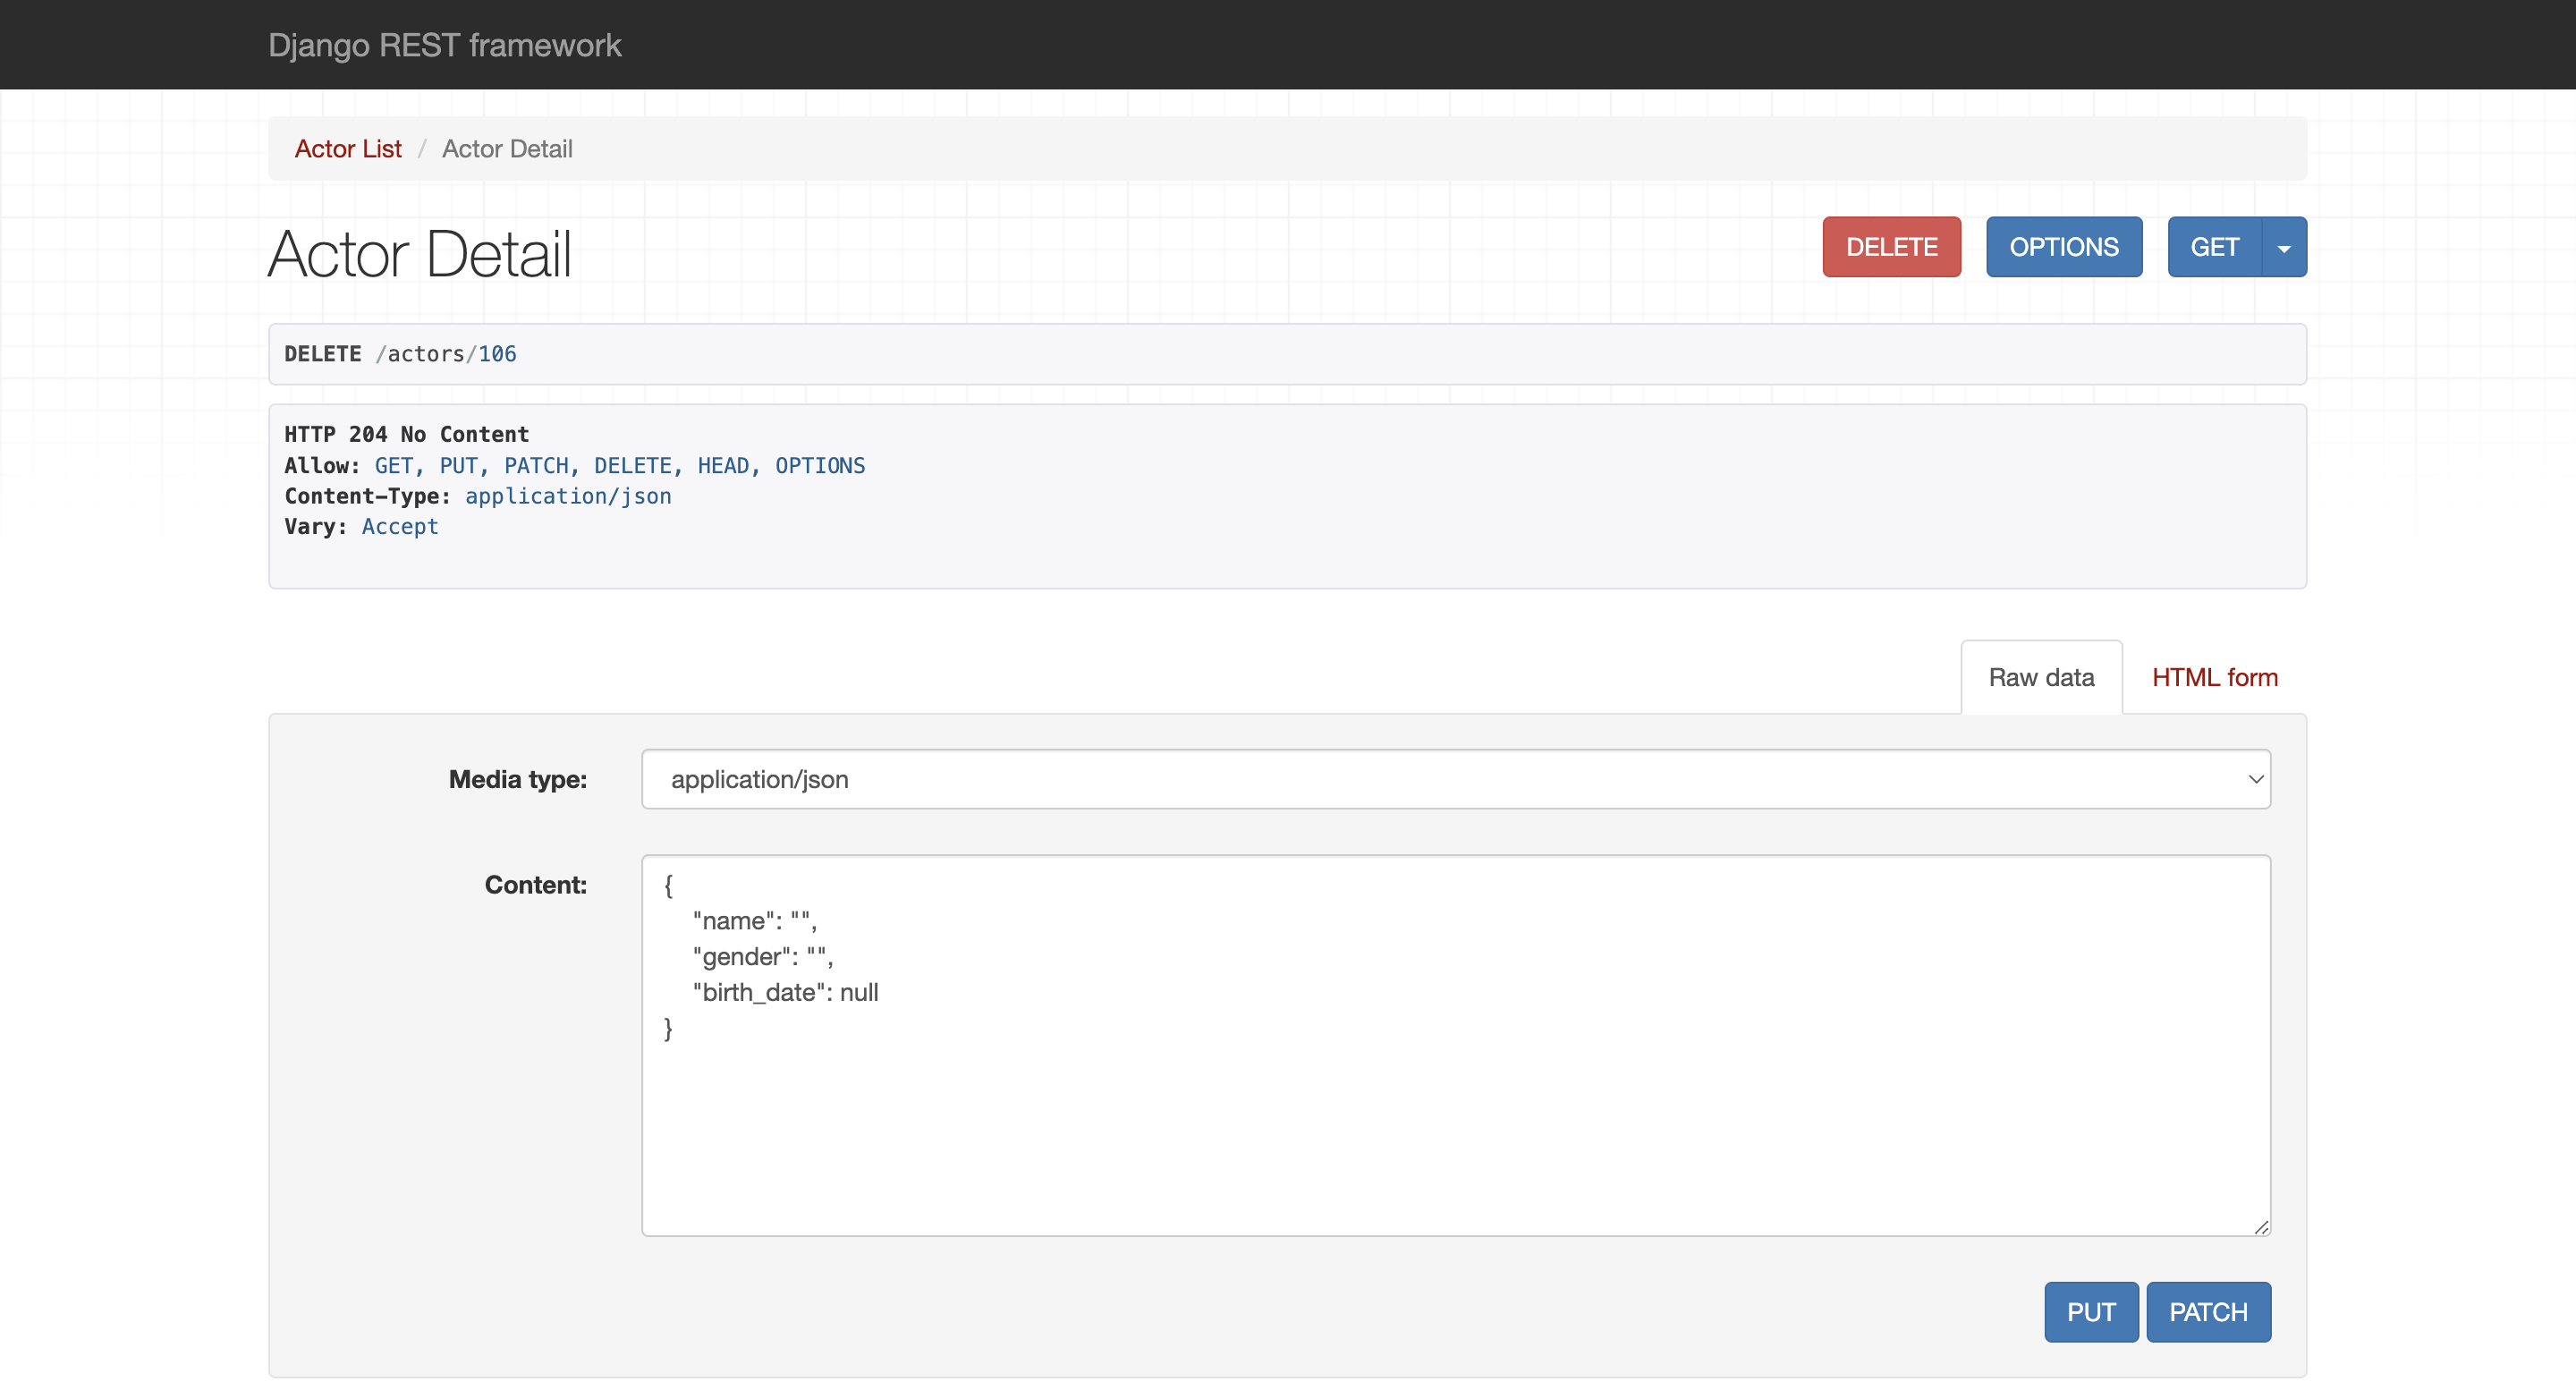 Django REST framework
Actor List / Actor Detail
Actor Detail
DELETE OPTIONS GET
DELETE /actors/106
HTTP 204 No Content
Allow: GET, PUT, PATCH, DELETE, HEAD, OPTIONS
Content-Type: application/json
Vary: Accept
Raw data HTML form
Media type: application/json
Content:
{
"name": "",
"gender": "",
"birth_date": null
}
PUT PATCH